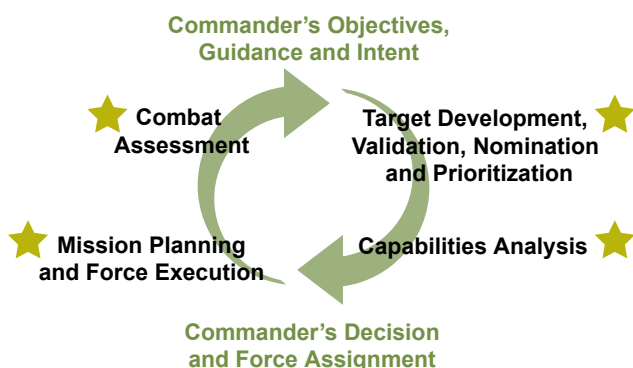 Commander’s Objectives,
Guidance and Intent
Combat
Assessment
Target Development,
Validation, Nomination
and Prioritization
Mission Planning
and Force Execution
Capabilities Analysis
Commander’s Decision
and Force Assignment